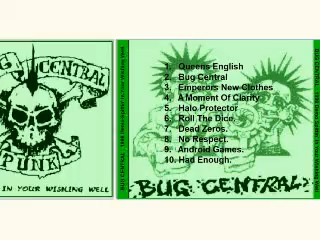 CENTRAL
PUNK
IN YOUR WISHING WELL
1. Queens English
2. Bug Central
3. Emperors New Clothes
4. A Moment Of Clarity
5. Halo Protector
6. Roll The Dice.
7. Dead Zeros.
8. No Respect.
9. Android Games.
10. Had Enough.
BUG CENTRAL